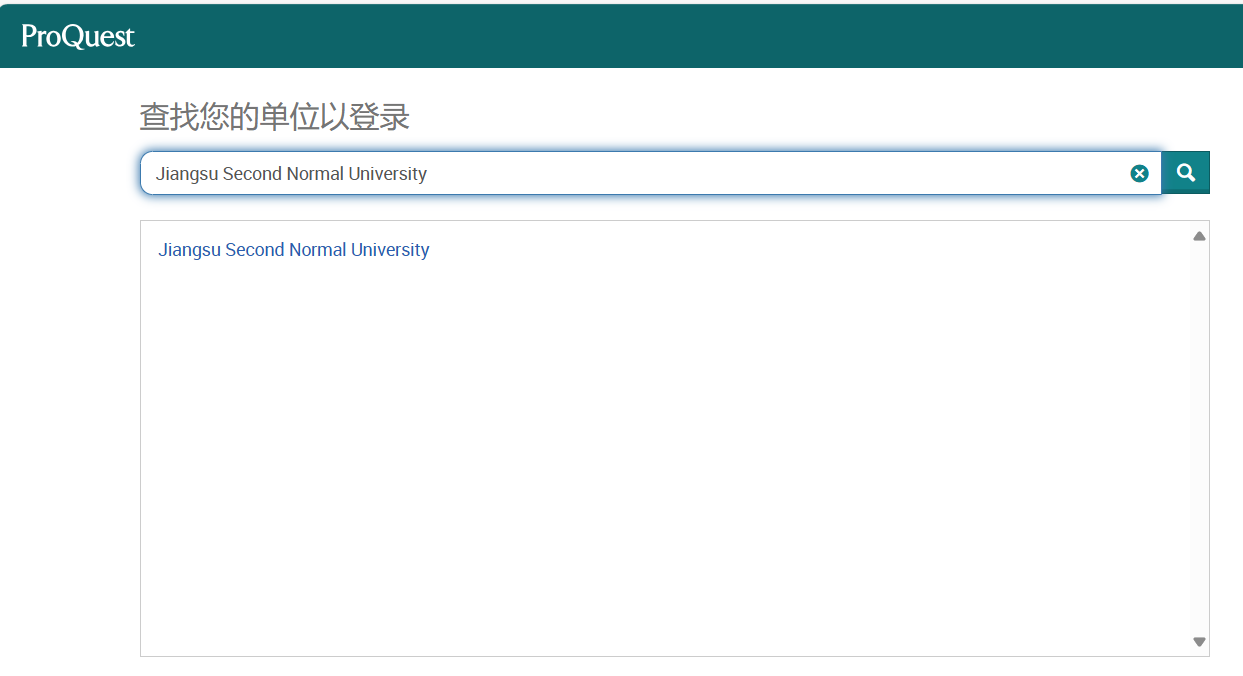 ProQuest
查找您的单位以登录
Jiangsu Second Normal University
Jiangsu Second Normal University